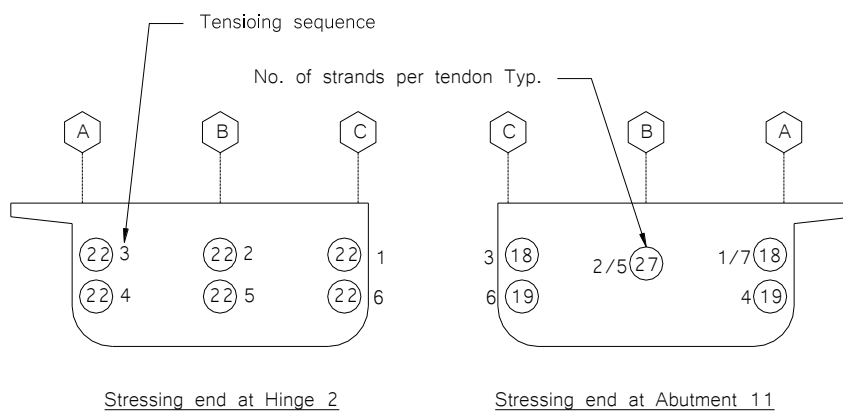 Tensioing sequence
No. of strands per tendon Typ.
A B C C B A
22 3 22 2 22 1 3 18 2/5 27 1/7 18
22 4 22 5 22 6 6 19 4 19
Stressing end at Hinge 2 Stressing end at Abutment 11